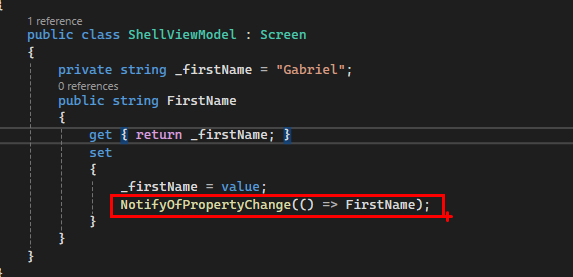 {
1 reference
public class ShellViewModel : Screen
{
private string _firstName = "Gabriel";
0 references
public string FirstName
{
get { return _firstName; }
set
{
_firstName = value;
NotifyOfPropertyChange(() => FirstName);
}
}
}
}